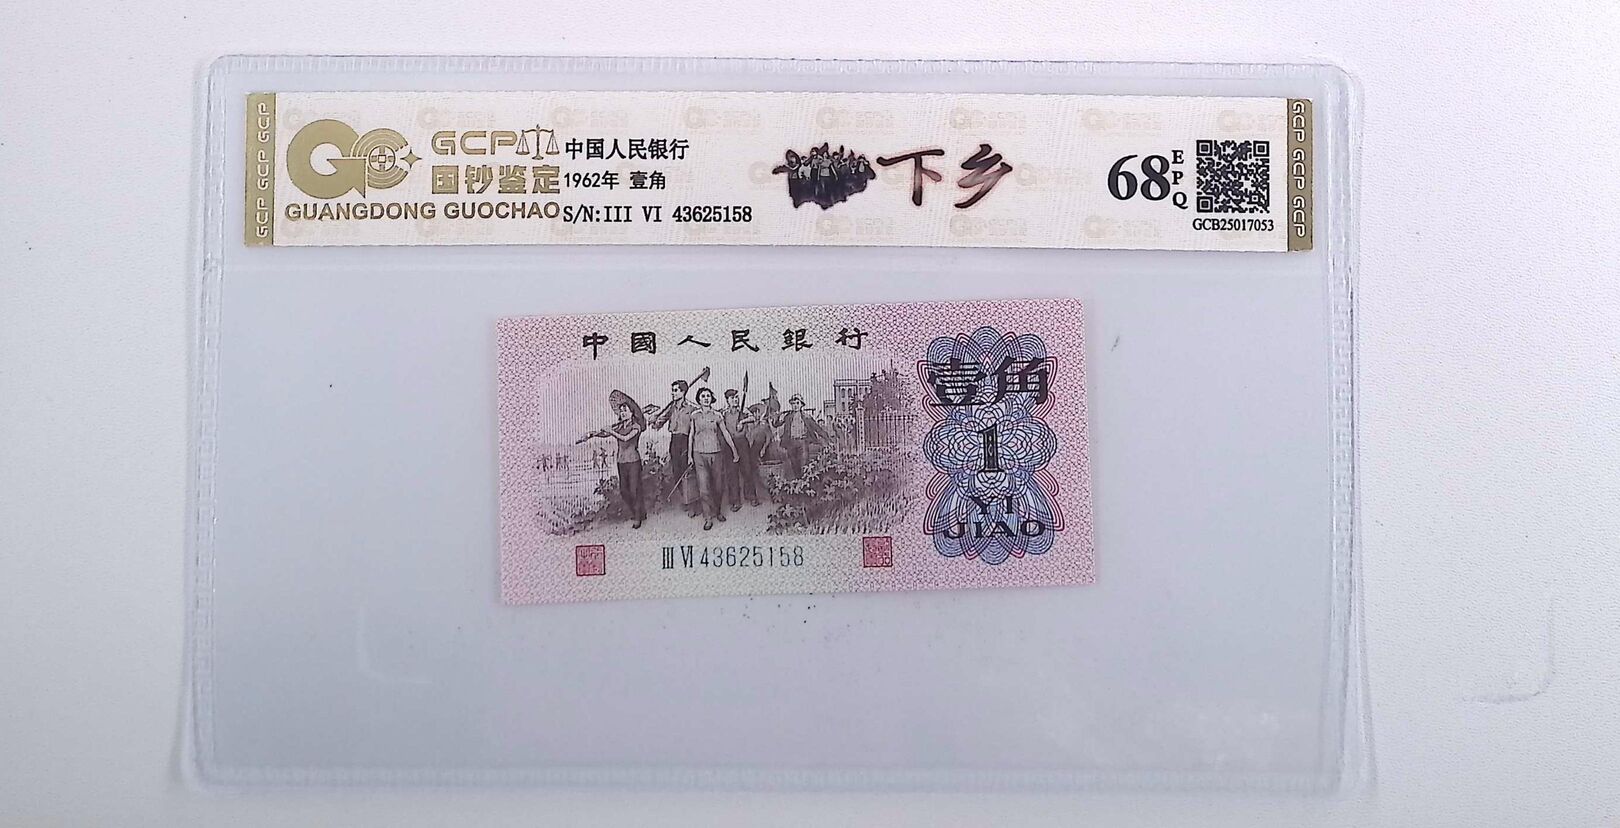 GCP GCP GCP
GC
GCP
国钞鉴定
GUANGDONG GUOCHAO
中国人民银行
1962年 壹角
S/N:III VI 43625158
下乡
68
EPQ
GCB25017053
GCP GCP GCP
中國人民銀行
壹角
1
YI
JIAO
III VI 43625158